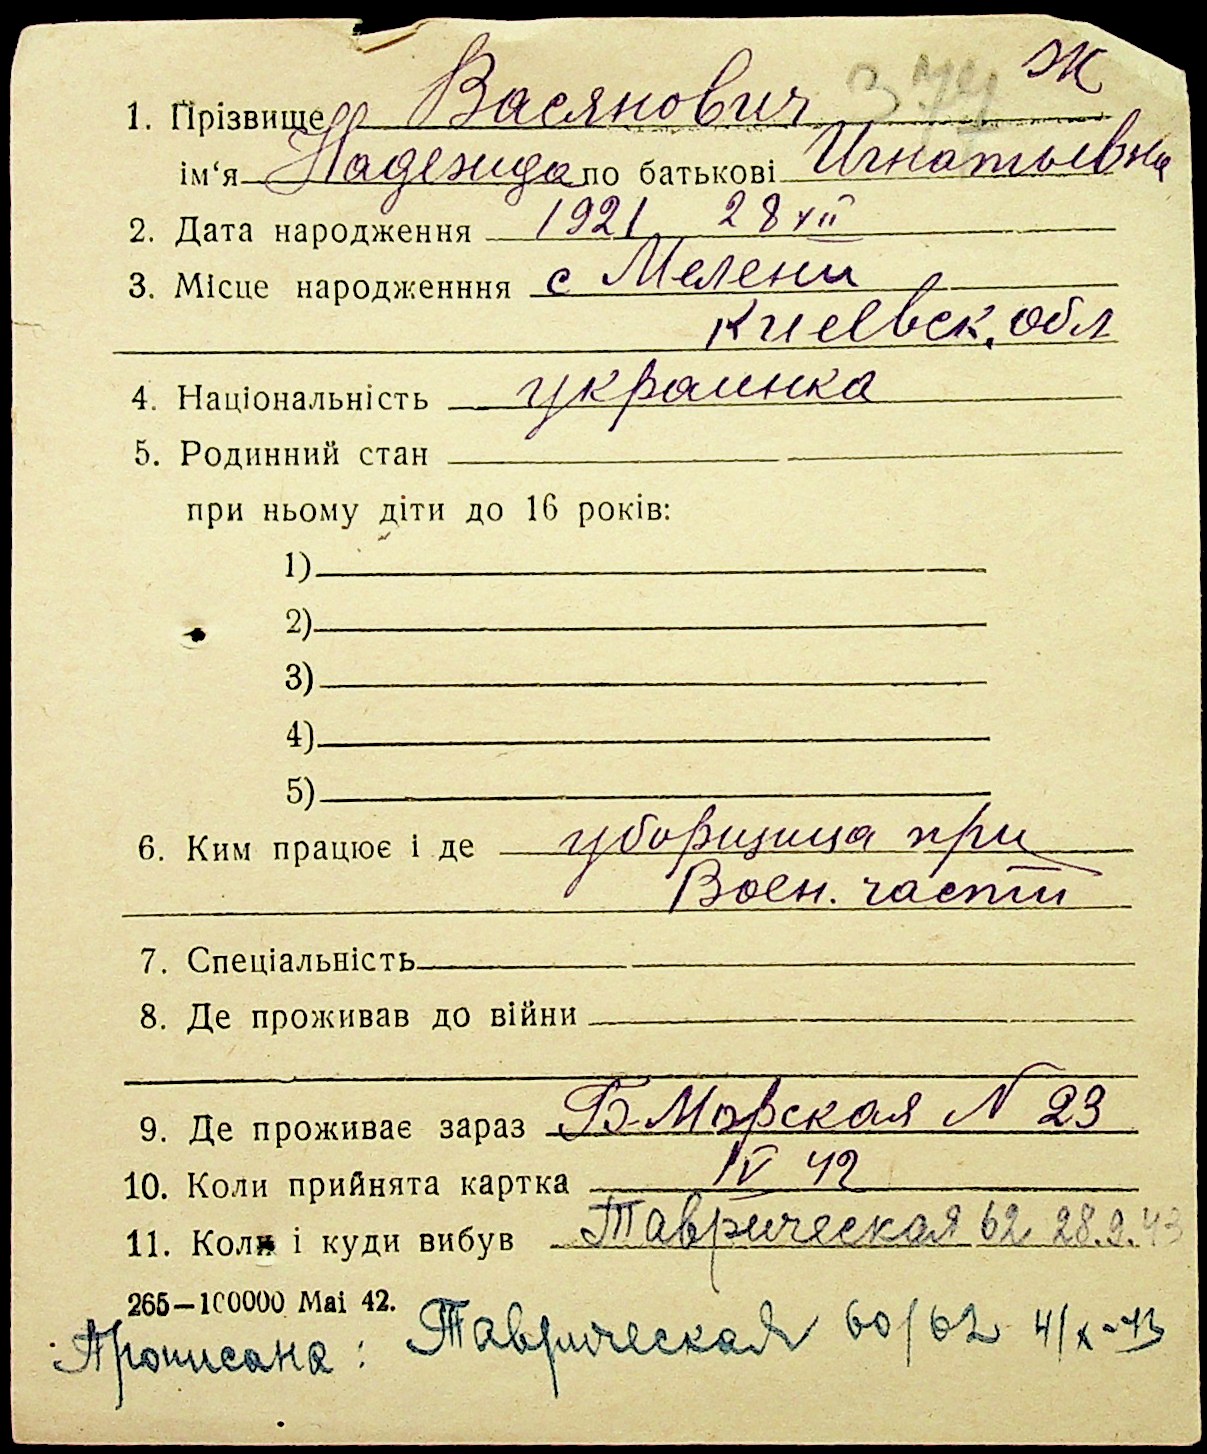 Ж
1. Прізвище Васянович 374
ім‘я Надежда по батькові Игнатьевна
2. Дата народження 1921 28 XII
3. Місце народженння с Мелени
Киевск. обл
4. Національність украинка
5. Родинний стан
при ньому діти до 16 років:
1)
2)
3)
4)
5)
6. Ким працює і де уборщица при
Воен. части
7. Спеціальність
8. Де проживав до війни
9. Де проживає зараз Б-Морская N 23
10. Коли прийнята картка IV 42
11. Коли і куди вибув Таврическая 62 28.9.43
265—100000 Mai 42.
Прописана: Таврическая 60/62 4/X-43